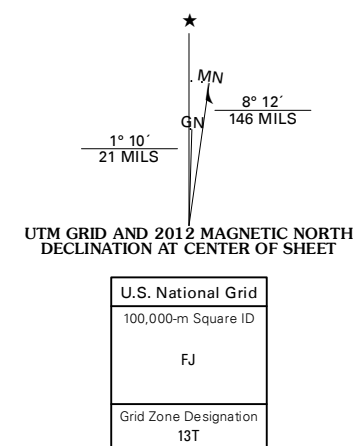 ★
MN
GN
8° 12´
146 MILS
1° 10´
21 MILS
UTM GRID AND 2012 MAGNETIC NORTH
DECLINATION AT CENTER OF SHEET
U.S. National Grid
100,000-m Square ID
FJ
Grid Zone Designation
13T